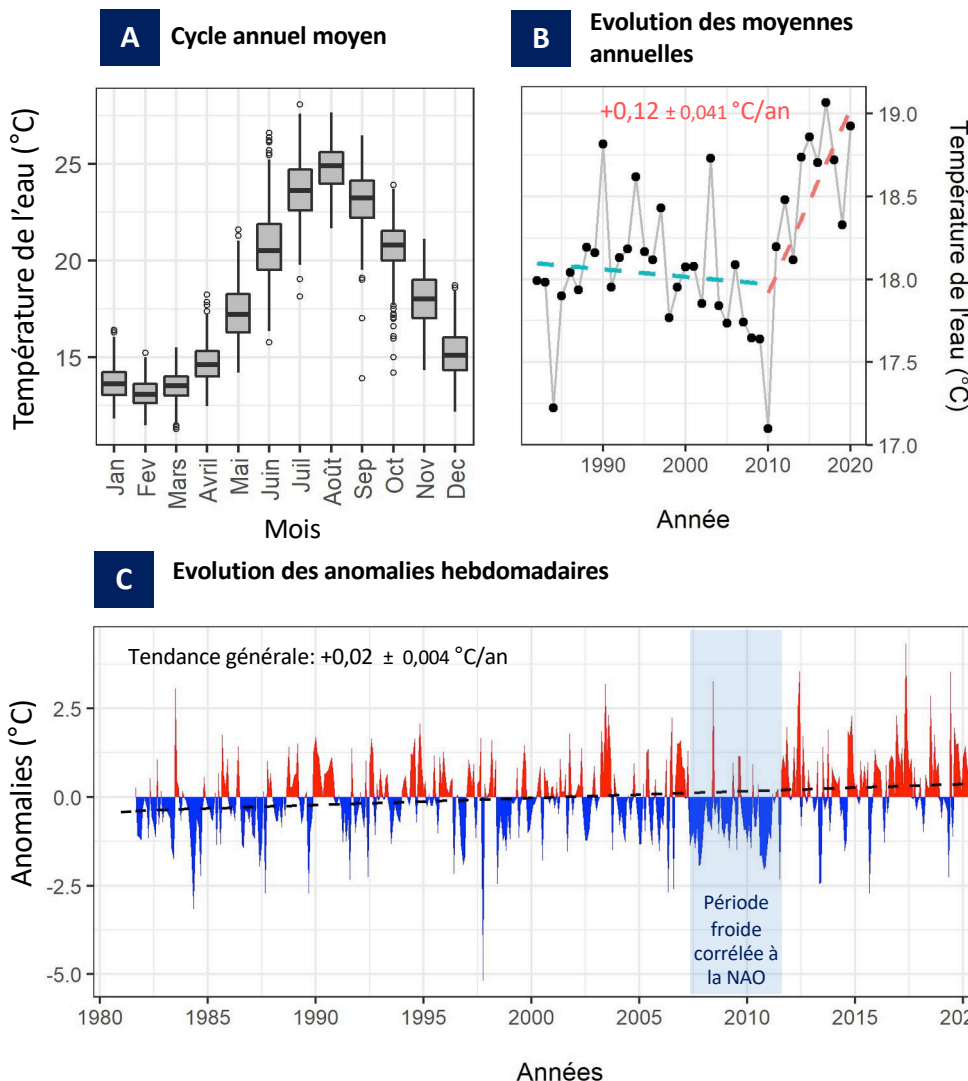 A
Cycle annuel moyen
Température de l'eau (°C)
25
20
15
Jan
Fev
Mars
Avril
Mai
Juin
Juil
Août
Sep
Oct
Nov
Dec
Mois
B
Evolution des moyennes
annuelles
+0,12 ± 0,041 °C/an
19.0
18.5
18.0
17.5
17.0
Température de l'eau (°C)
1990
2000
2010
2020
Année
C
Evolution des anomalies hebdomadaires
Tendance générale: +0,02 ± 0,004 °C/an
Anomalies (°C)
2.5
0.0
-2.5
-5.0
Période
froide
corrélée à
la NAO
1980
1985
1990
1995
2000
2005
2010
2015
202
Années